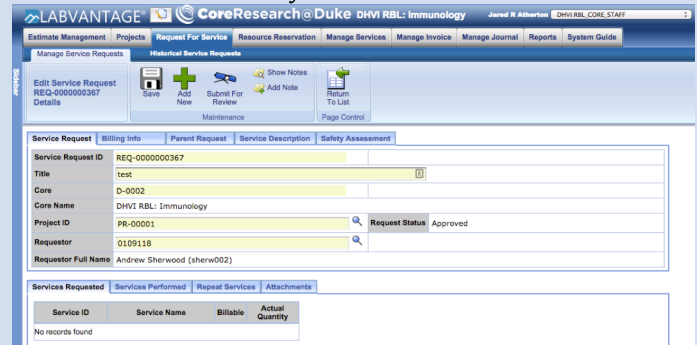 LABVANTAGE® CoreResearch@Duke DHVI RBL: Immunology Jared R Atherton DHVI RBL_CORE_STAFF
Estimate Management Projects Request For Service Resource Reservation Manage Services Manage Invoice Manage Journal Reports System Guide
Manage Service Requests Historical Service Requests
Sidebar
Edit Service Request
REQ-0000000367
Details
Save
Add
New
Submit For
Review
Show Notes
Add Note
Return
To List
Maintenance Page Control
Service Request Billing Info Parent Request Service Description Safety Assessment
Service Request ID REQ-0000000367
Title test
Core D-0002
Core Name DHVI RBL: Immunology
Project ID PR-00001 Request Status Approved
Requestor 0109118
Requestor Full Name Andrew Sherwood (sherw002)
Services Requested Services Performed Repeat Services Attachments
Service ID Service Name Billable Actual
Quantity
No records found